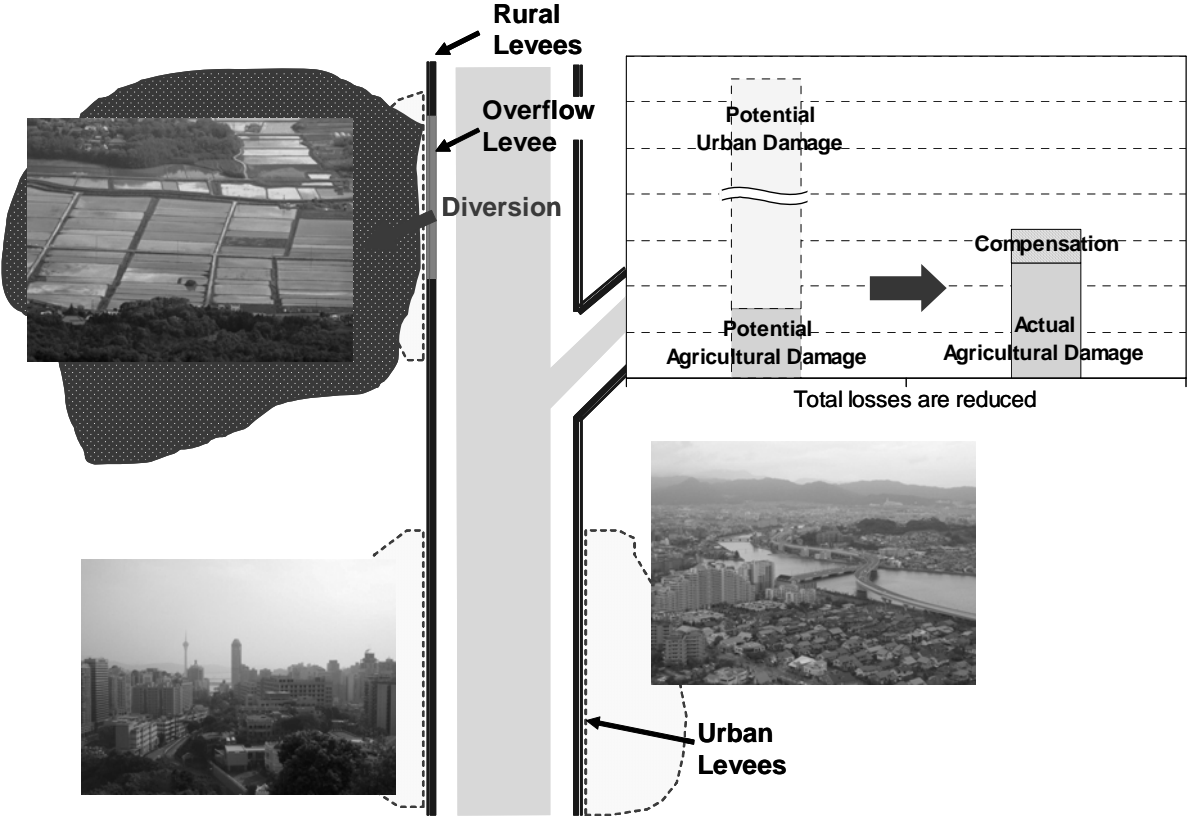 Rural
Levees
Overflow
Levee
Diversion
Potential
Urban Damage
Compensation
Potential
Agricultural Damage
Actual
Agricultural Damage
Total losses are reduced
Urban
Levees